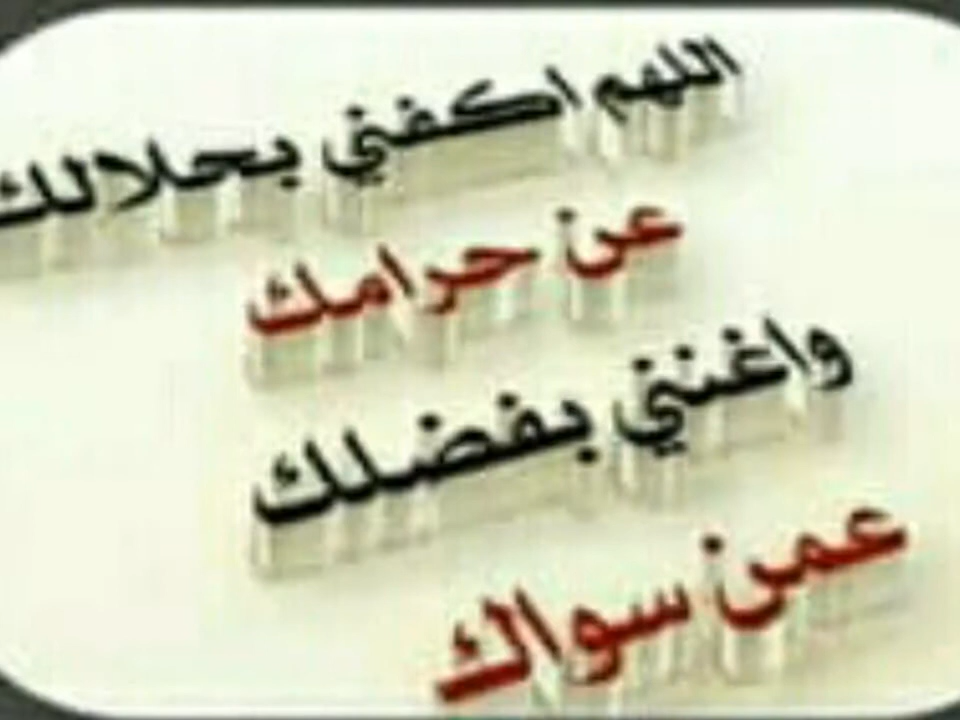 اللهم اكفني بحلالك
عن حرامك
واغنني بفضلك
عمن سواك